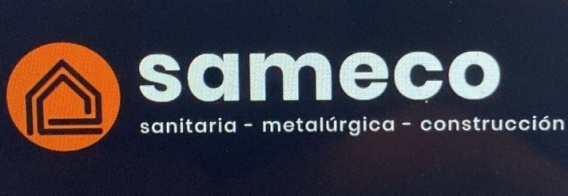 sameco
sanitaria - metalúrgica - construcción